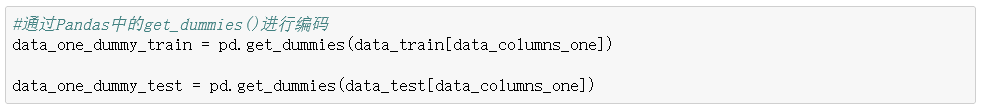 #通过Pandas中的get_dummies()进行编码
data_one_dummy_train = pd.get_dummies(data_train[data_columns_one])
data_one_dummy_test = pd.get_dummies(data_test[data_columns_one])